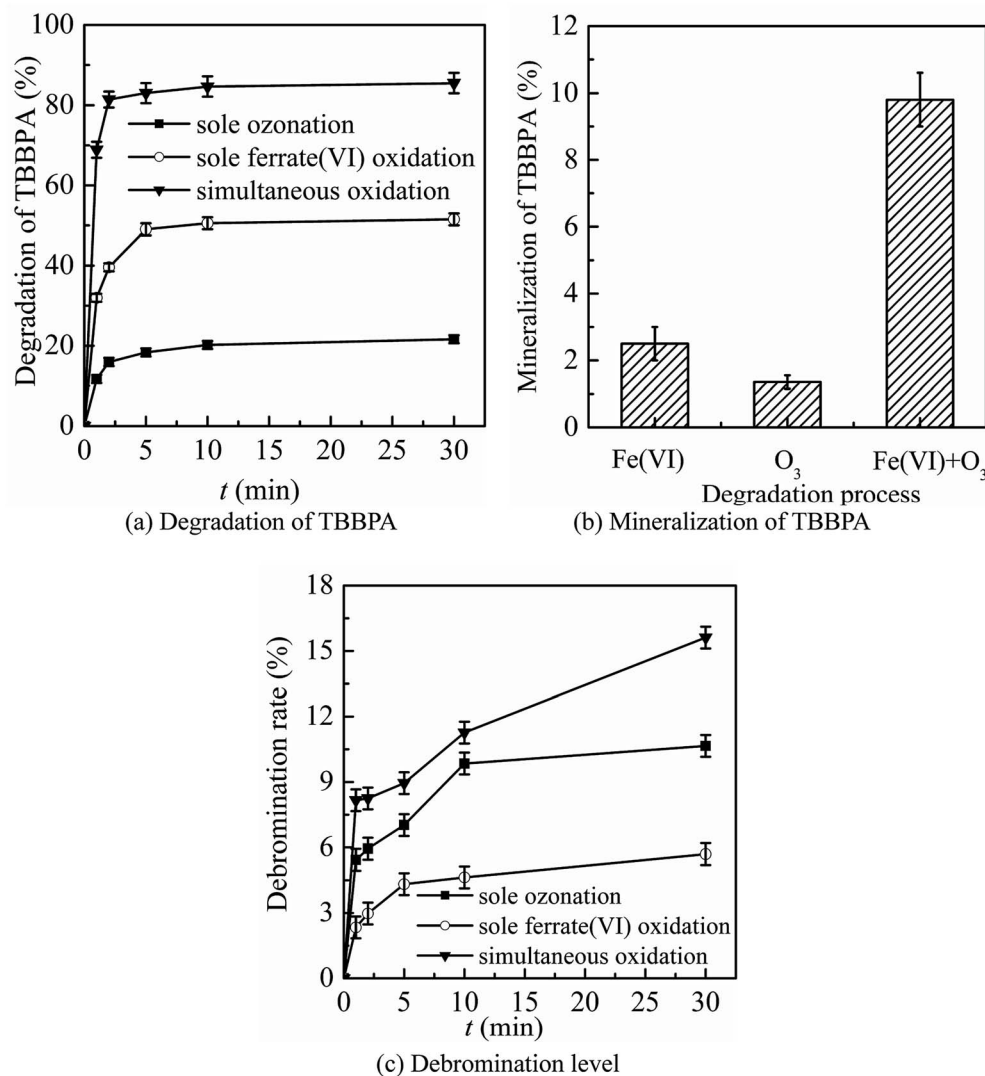 100
80
60
40
20
0
Degradation of TBBPA (%)
sole ozonation
sole ferrate(VI) oxidation
simultaneous oxidation
0 5 10 15 20 25 30
t (min)
(a) Degradation of TBBPA
12
10
8
6
4
2
0
Mineralization of TBBPA (%)
Fe(VI) O3 Fe(VI)+O3
Degradation process
(b) Mineralization of TBBPA
18
15
12
9
6
3
0
Debromination rate (%)
sole ozonation
sole ferrate(VI) oxidation
simultaneous oxidation
0 5 10 15 20 25 30
t (min)
(c) Debromination level